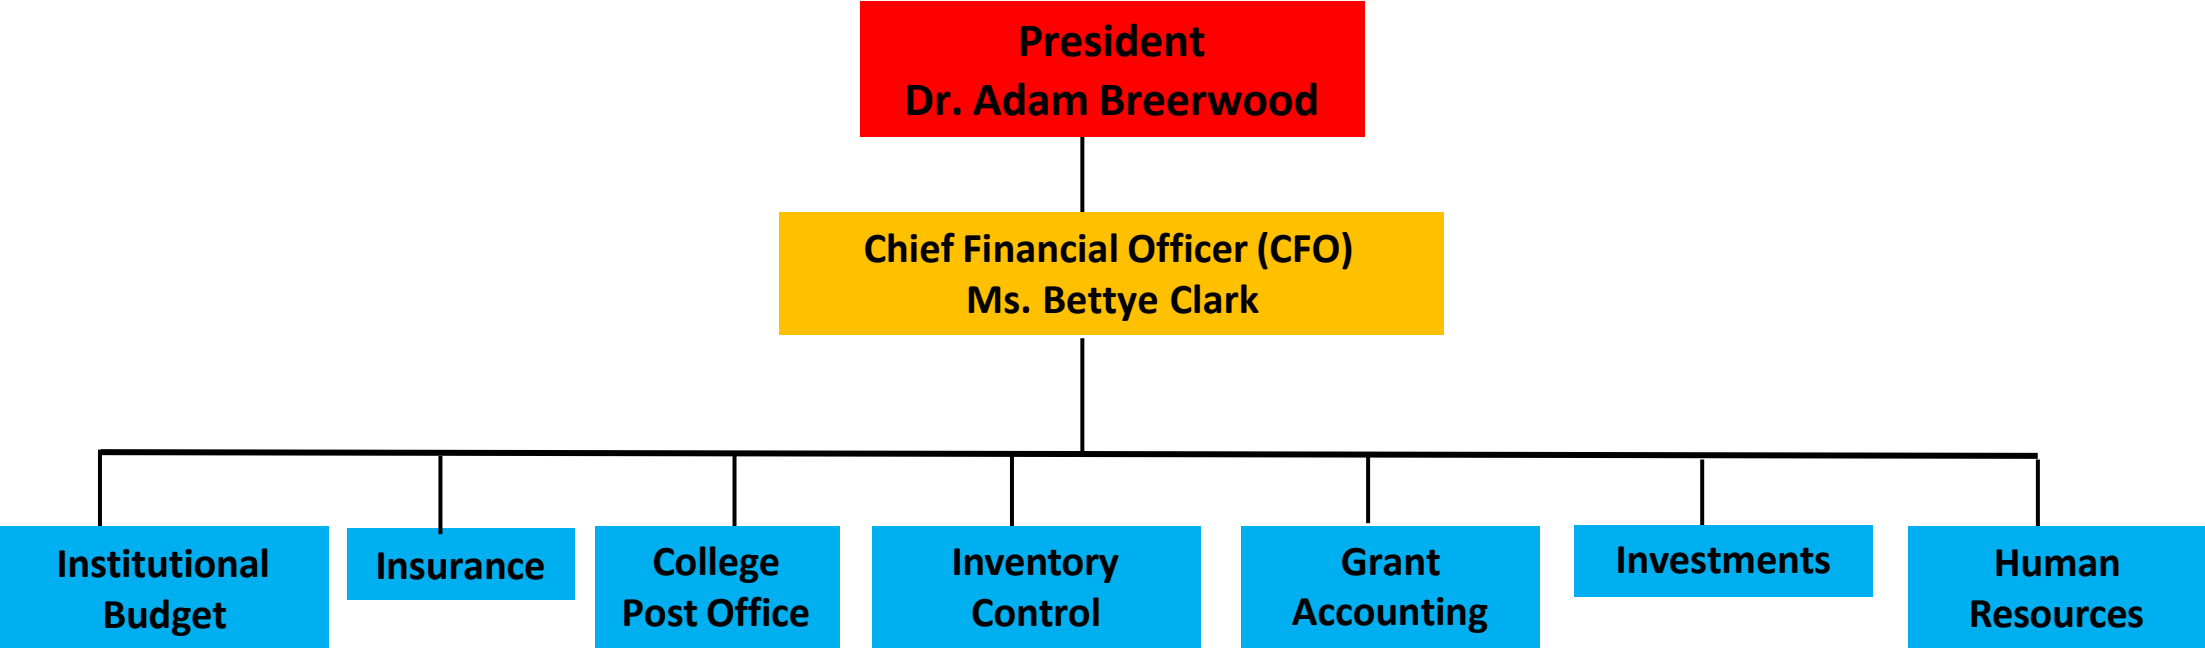 President
Dr. Adam Breerwood
Chief Financial Officer (CFO)
Ms. Bettye Clark
Institutional
Budget
Insurance
College
Post Office
Inventory
Control
Grant
Accounting
Investments
Human
Resources